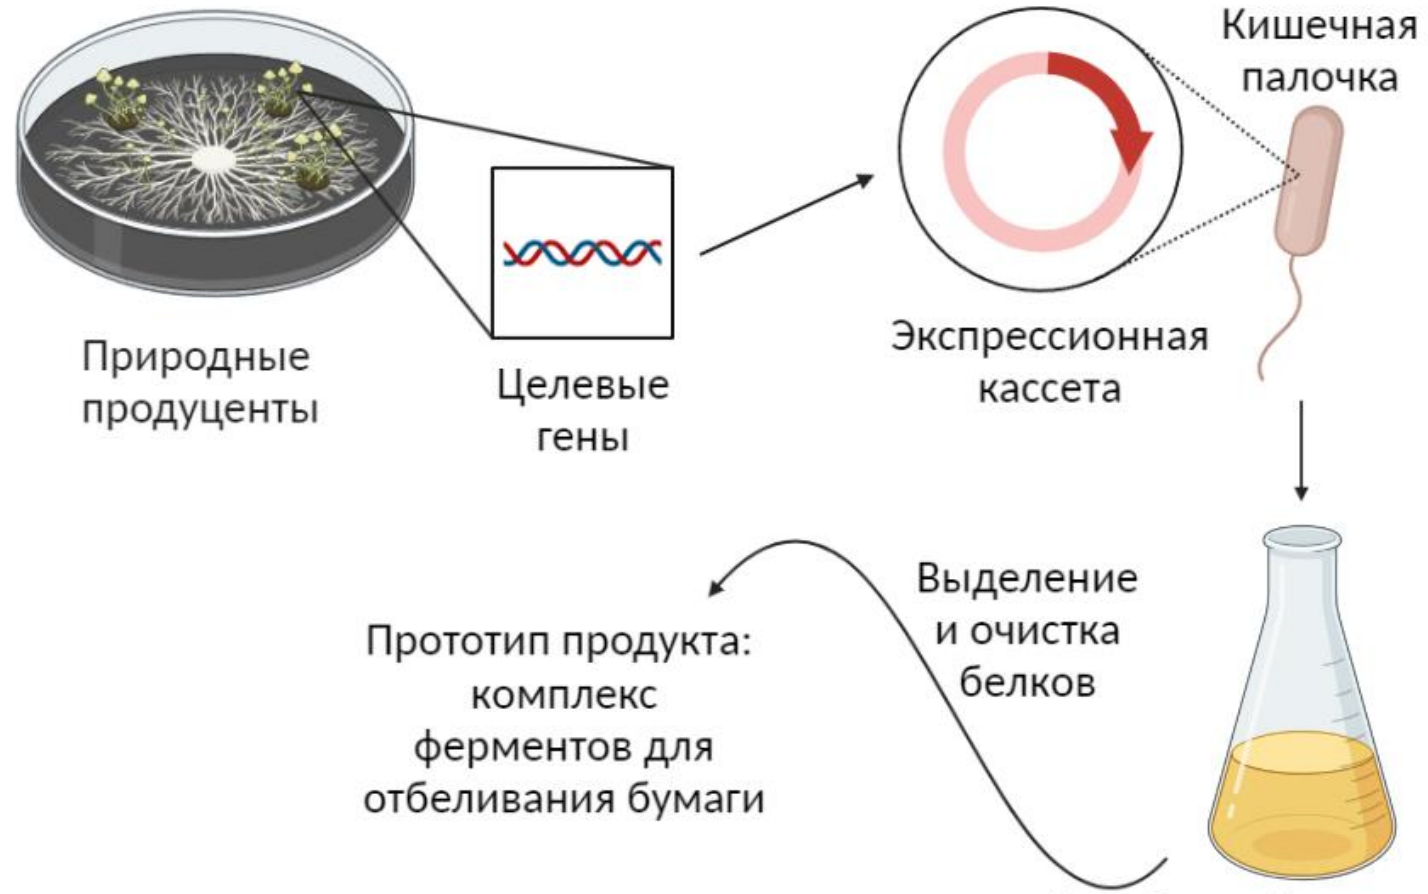 Природные
продуценты
Целевые
гены
Экспрессионная
кассета
Кишечная
палочка
Выделение
и очистка
белков
Прототип продукта:
комплекс
ферментов для
отбеливания бумаги